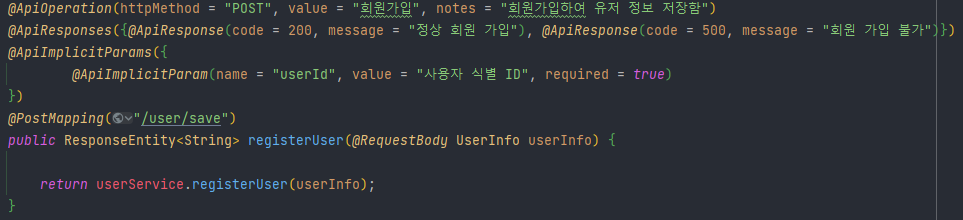 @ApiOperation(httpMethod = "POST", value = "회원가입", notes = "회원가입하여 유저 정보 저장함")
@ApiResponses({@ApiResponse(code = 200, message = "정상 회원 가입"), @ApiResponse(code = 500, message = "회원 가입 불가")})
@ApiImplicitParams({
@ApiImplicitParam(name = "userId", value = "사용자 식별 ID", required = true)
})
@PostMapping("/user/save")
public ResponseEntity<String> registerUser(@RequestBody UserInfo userInfo) {
return userService.registerUser(userInfo);
}